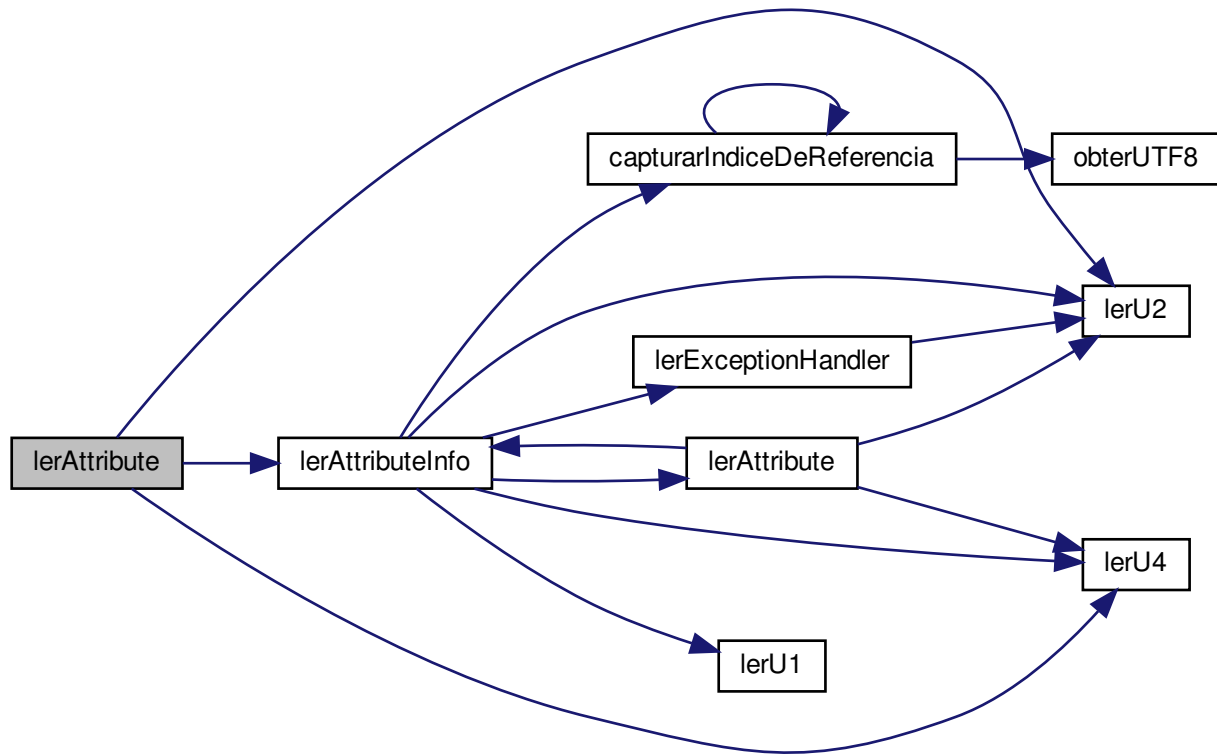 capturarIndiceDeReferencia
obterUTF8
lerU2
lerExceptionHandler
lerAttribute
lerAttributeInfo
lerAttribute
lerU4
lerU1